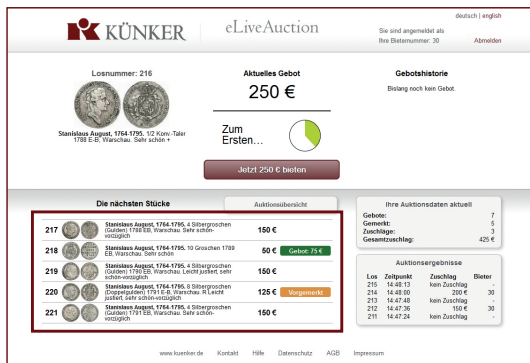 deutsch | english
KÜNKER
eLiveAuction
Sie sind angemeldet als
Ihre Bieternummer: 30
Abmelden
Losnummer: 216
Stanislaus August, 1764-1795. 1/2 Konv.-Taler
1788 E-B, Warschau. Sehr schön +
Aktuelles Gebot
250 €
Zum
Ersten...
Jetzt 250 € bieten
Gebotshistorie
Bislang noch kein Gebot
Die nächsten Stücke
Auktionsübersicht
217 Stanislaus August, 1764-1795. 4 Silbergroschen
(Gulden) 1788 EB, Warschau. Sehr schön-
vorzüglich
150 €
218 Stanislaus August, 1764-1795. 10 Groschen 1789
EB, Warschau. Sehr schön
50 € Gebot: 75 €
219 Stanislaus August, 1764-1795. 4 Silbergroschen
(Gulden) 1790 EB, Warschau. Leicht justiert, sehr
schön-vorzüglich
150 €
220 Stanislaus August, 1764-1795. 8 Silbergroschen
(Doppelgulden) 1791 E-B, Warschau. R Leicht
justiert, sehr schön-vorzüglich
125 € Vorgemerkt
221 Stanislaus August, 1764-1795. 4 Silbergroschen
(Gulden) 1791 EB, Warschau. Sehr schön-
vorzüglich
150 €
Ihre Auktionsdaten aktuell
Gebote: 7
Gemerkt: 5
Zuschläge: 3
Gesamtzuschlag: 425 €
Auktionsergebnisse
Los Zeitpunkt Zuschlag Bieter
215 14:48:13 kein Zuschlag -
214 14:48:00 200 € 30
213 14:47:48 kein Zuschlag -
212 14:47:36 150 € 30
211 14:47:24 kein Zuschlag -
www.kuenker.de Kontakt Hilfe Datenschutz AGB Impressum